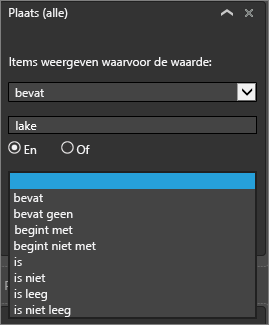 Plaats (alle)
Items weergeven waarvoor de waarde:
bevat
lake
En Of
bevat
bevat geen
begint met
begint niet met
is
is niet
is leeg
is niet leeg